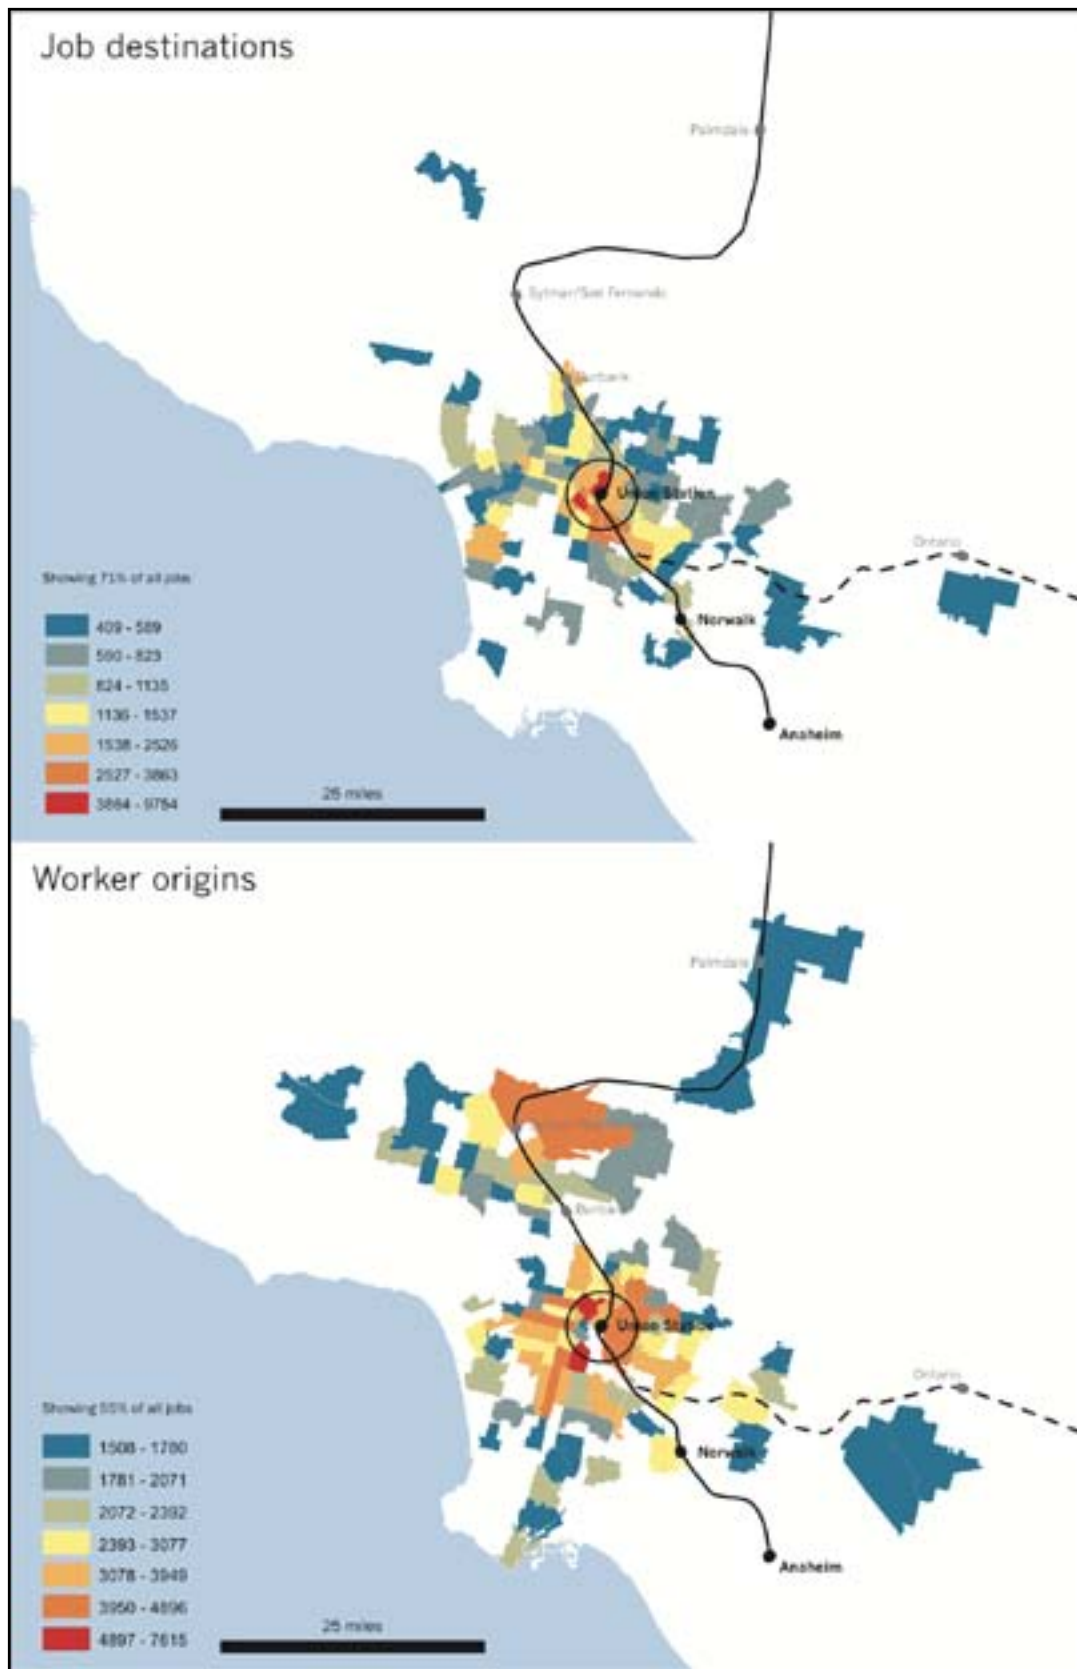 Job destinations
Palmdale
Sylmar/San Fernando
Burbank
Union Station
Ontario
Showing 71% of all jobs
409 - 589
590 - 823
824 - 1135
Norwalk
1136 - 1537
1538 - 2526
Anaheim
2527 - 3863
25 miles
3864 - 9784
Worker origins
Palmdale
Union Station
Ontario
Showing 55% of all jobs
1508 - 1780
Norwalk
1781 - 2071
2072 - 2392
2393 - 3077
Anaheim
3078 - 3949
3950 - 4896
25 miles
4897 - 7615